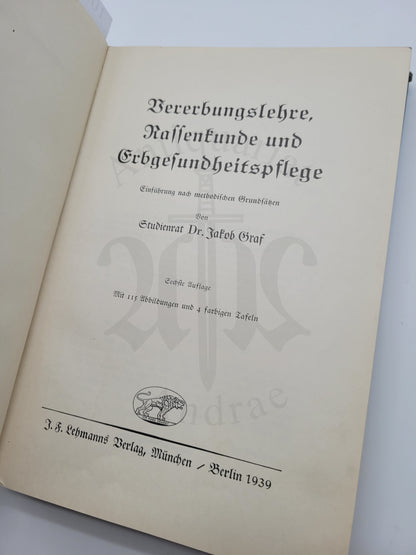 Vererbungslehre,
Rassenkunde und
Erbgesundheitspflege
Einführung nach methodischen Grundsätzen
Von
Studienrat Dr. Jakob Graf
Sechste Auflage
Mit 115 Abbildungen und 4 farbigen Tafeln
J. F. Lehmanns Verlag, München / Berlin 1939